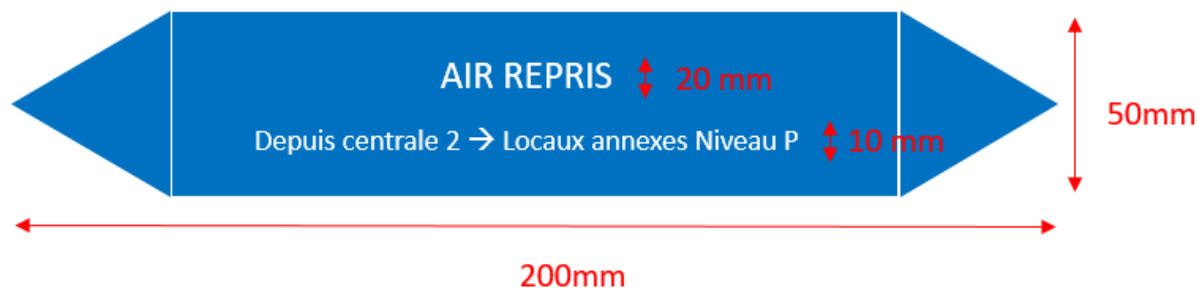 AIR REPRIS 20 mm
Depuis centrale 2 → Locaux annexes Niveau P 10 mm
50mm
200mm